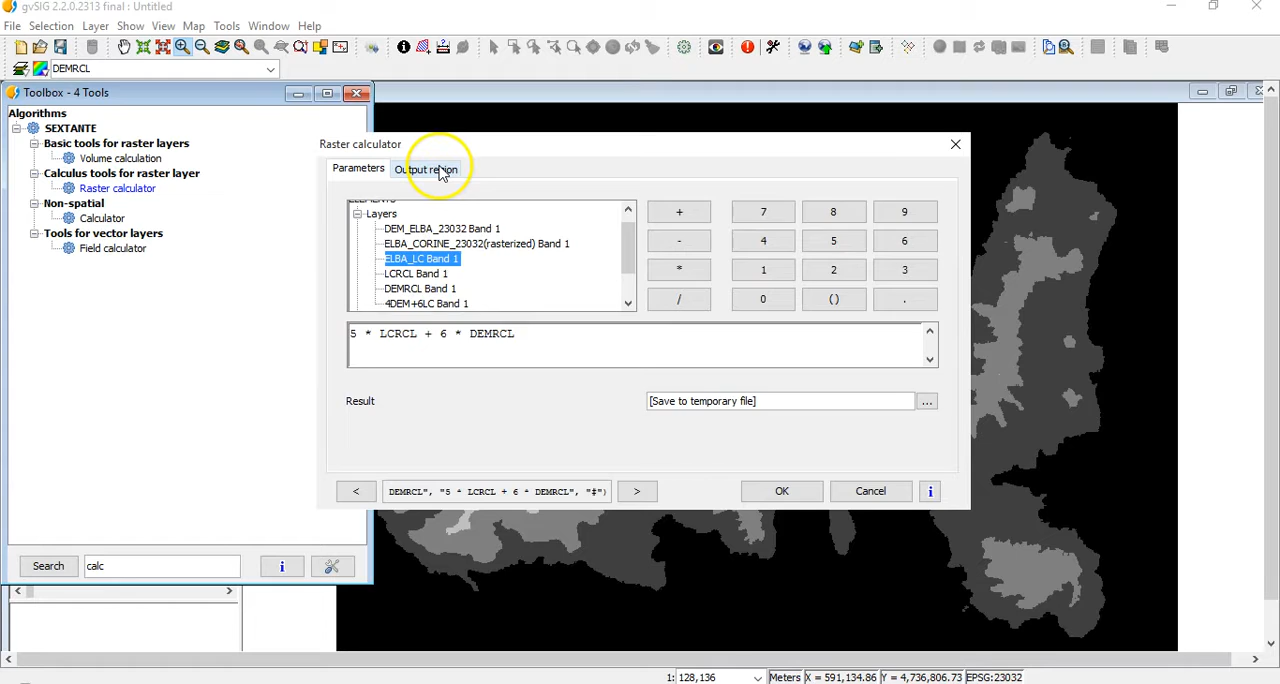 gvSIG 2.2.0.2313 final : Untitled
File Selection Layer Show View Tools Map Window Help
DEMRCL
Toolbox - 4 Tools
Algorithms
SEXTANTE
Basic tools for raster layers
Volume calculation
Calculus tools for raster layer
Raster calculator
Non-spatial
Calculator
Tools for vector layers
Field calculator
Search
calc
Raster calculator
Parameters
Output region
Layers
DEM_ELBA_23032 Band 1
ELBA_CORINE_23032(rasterized) Band 1
ELBA_LC Band 1
LCRCL Band 1
DEMRCL Band 1
4DEM+6LC Band 1
+ 7 8 9
- 4 5 6
* 1 2 3
/ 0 () .
5 * LCRCL + 6 * DEMRCL
Result
[Save to temporary file]
...
<
DEMRCL", "5 * LCRCL + 6 * DEMRCL", "#")
>
OK
Cancel
1: 128,136
Meters
X = 591,134.86
Y = 4,736,806.73
EPSG:23032